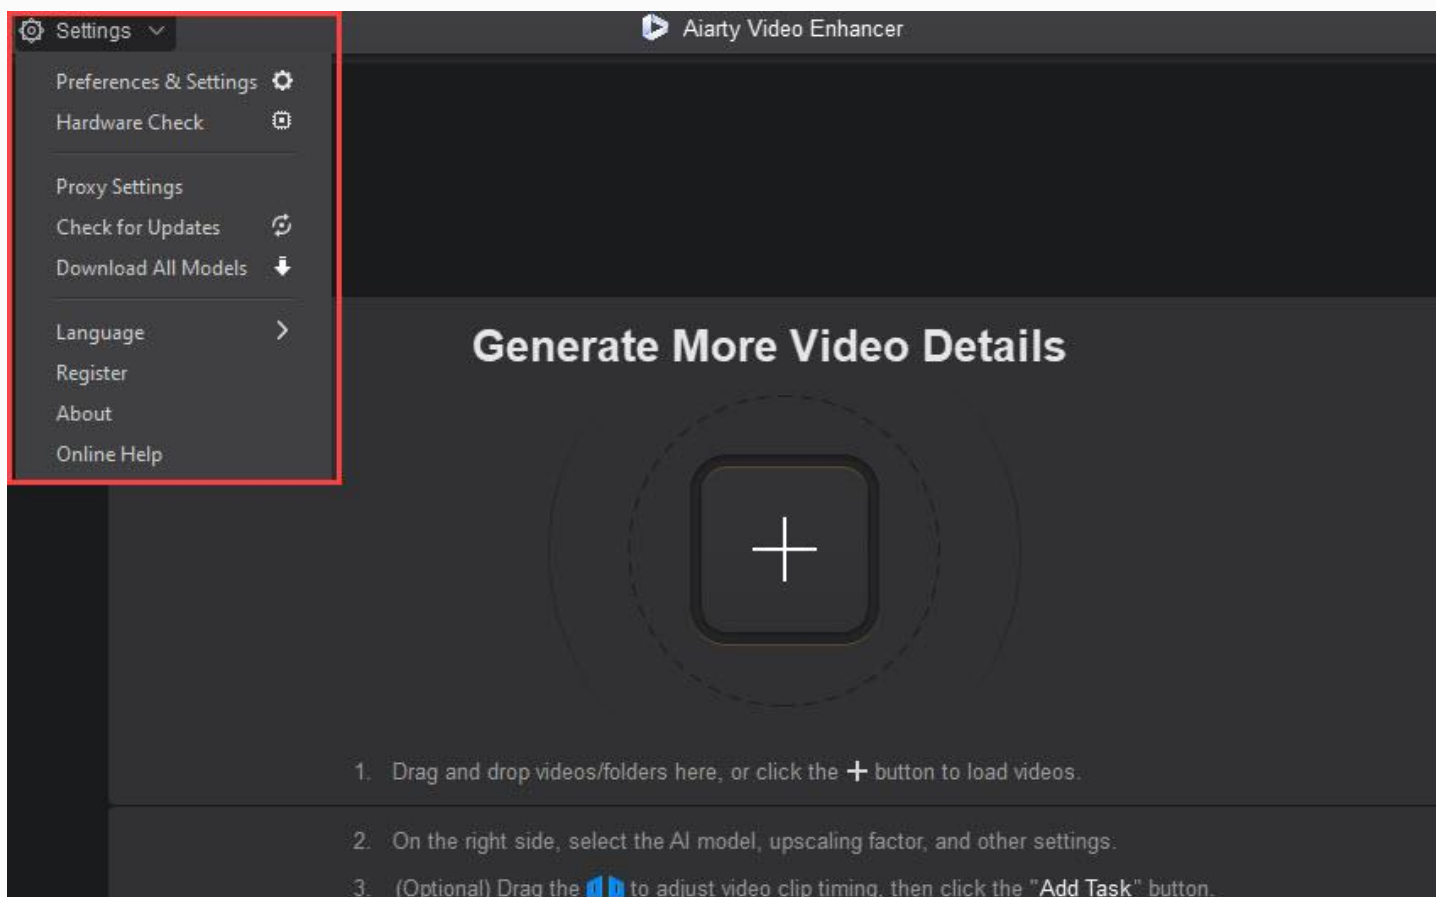 Settings
Aiarty Video Enhancer
Preferences & Settings
Hardware Check
Proxy Settings
Check for Updates
Download All Models
Language
Register
About
Online Help
Generate More Video Details
1. Drag and drop videos/folders here, or click the + button to load videos.
2. On the right side, select the AI model, upscaling factor, and other settings.
3. (Optional) Drag the to adjust video clip timing, then click the "Add Task" button.